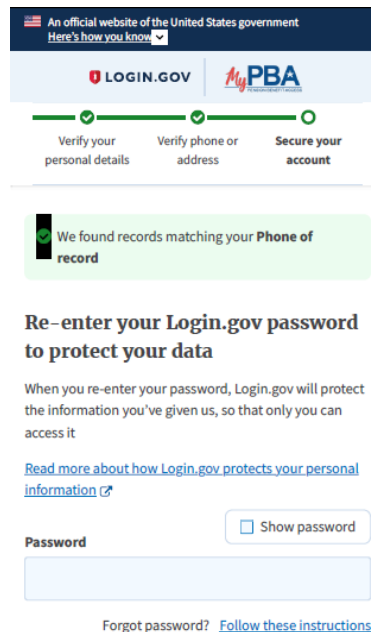 An official website of the United States government
Here's how you know
LOGIN.GOV
MyPBA
Verify your
personal details
Verify phone or
address
Secure your
account
We found records matching your Phone of
record
Re-enter your Login.gov password
to protect your data
When you re-enter your password, Login.gov will protect
the information you've given us, so that only you can
access it
Read more about how Login.gov protects your personal
information
Show password
Password
Forgot password? Follow these instructions